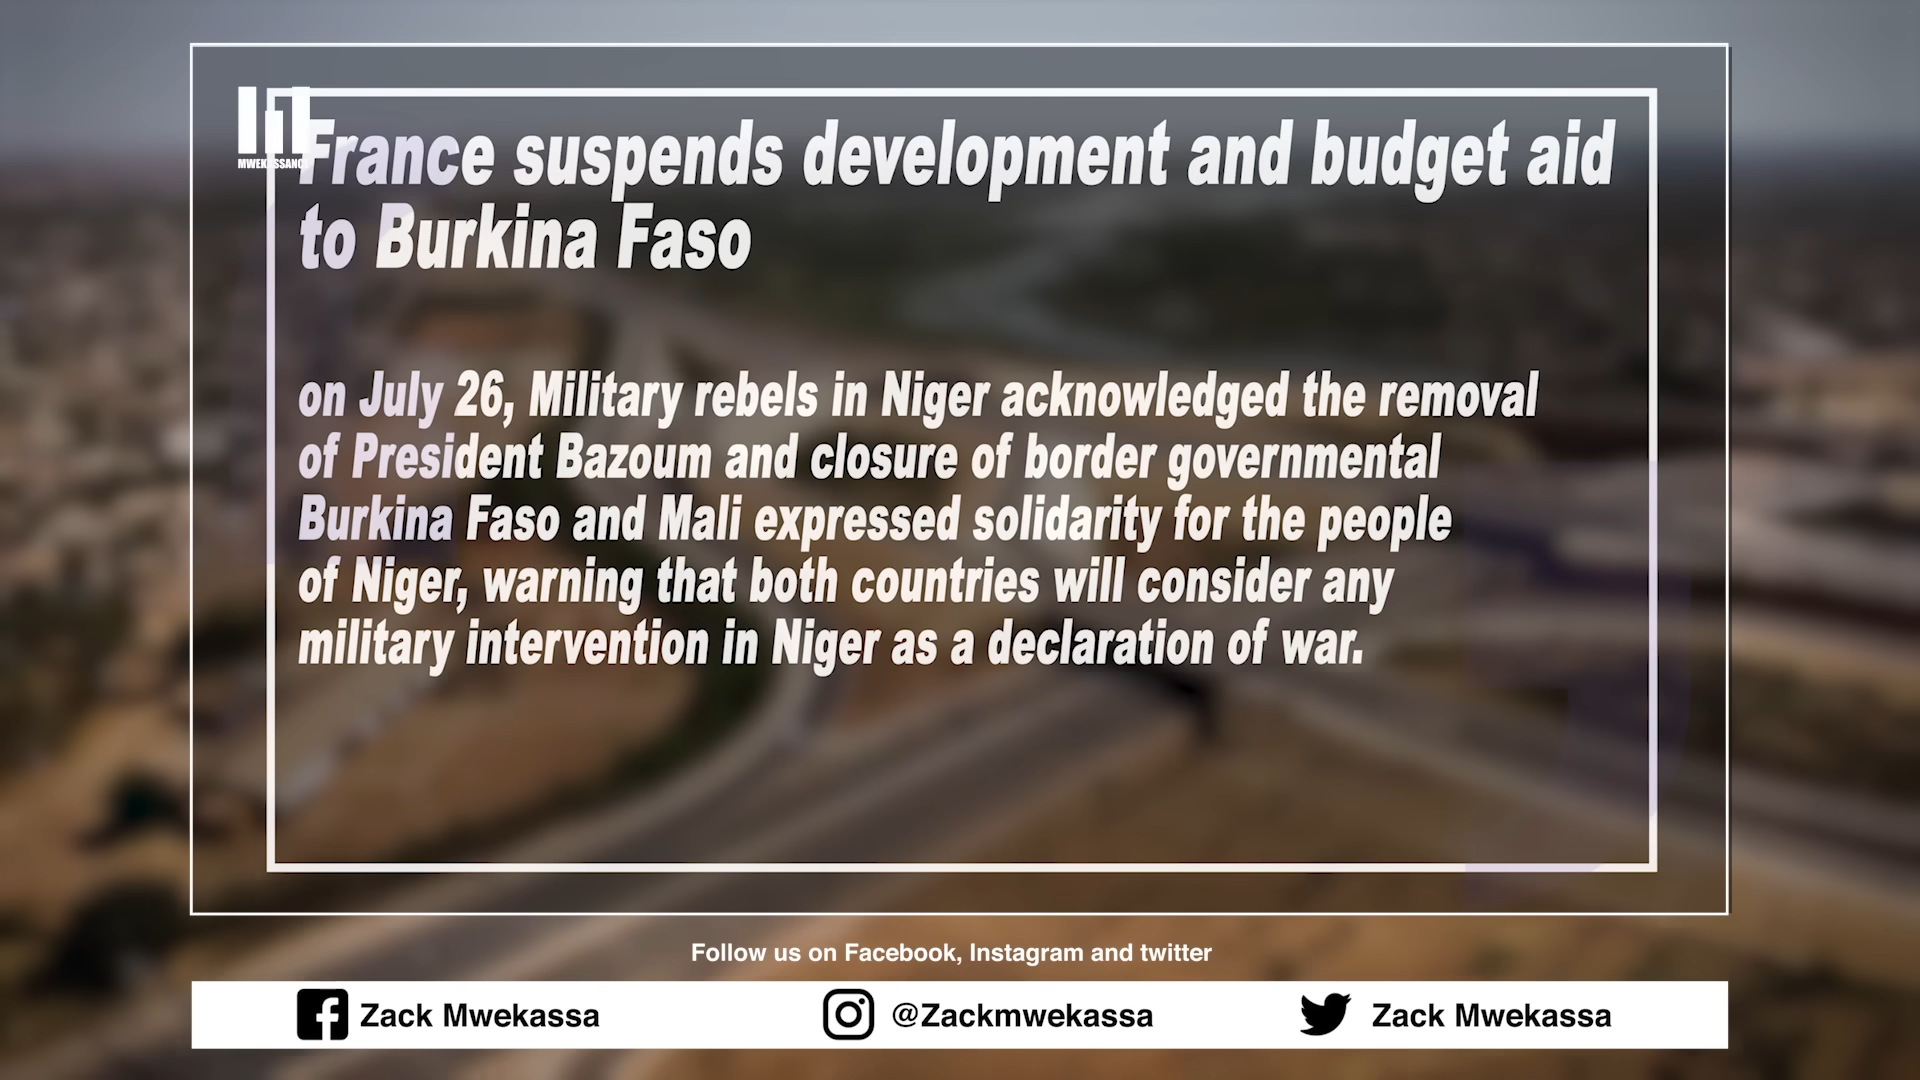 France suspends development and budget aid
to Burkina Faso
on July 26, Military rebels in Niger acknowledged the removal
of President Bazoum and closure of border governmental
Burkina Faso and Mali expressed solidarity for the people
of Niger, warning that both countries will consider any
military intervention in Niger as a declaration of war.
Follow us on Facebook, Instagram and twitter
Zack Mwekassa @Zackmwekassa Zack Mwekassa